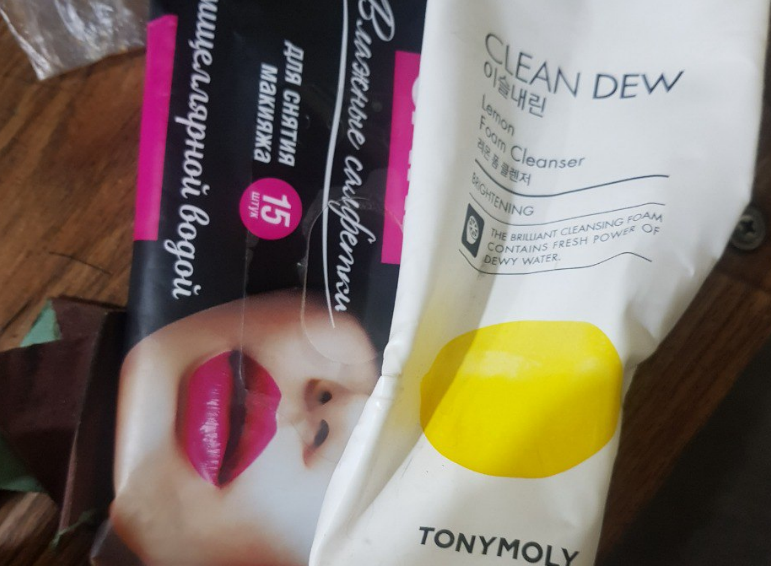 Влажные салфетки
для снятия
макияжа
15
штук
мицеллярной водой
CLEAN DEW
이슬내린
Lemon
Foam Cleanser
레몬 폼 클렌저
BRIGHTENING
THE BRILLIANT CLEANSING FOAM
CONTAINS FRESH POWER OF
DEWY WATER.
TONYMOLY